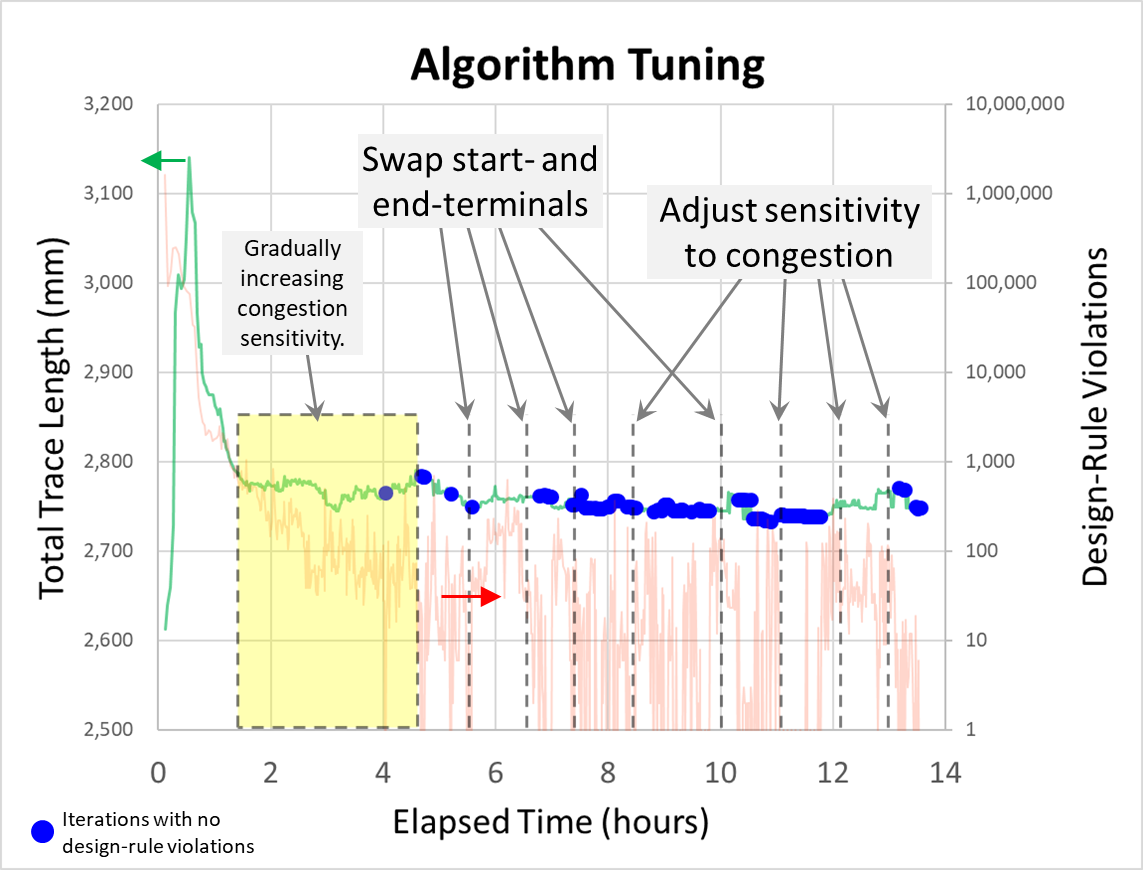 Algorithm Tuning
3,200
3,100
3,000
2,900
2,800
2,700
2,600
2,500
Total Trace Length (mm)
10,000,000
1,000,000
100,000
10,000
1,000
100
10
1
Design-Rule Violations
Swap start- and
end-terminals
Adjust sensitivity
to congestion
Gradually
increasing
congestion
sensitivity.
0 2 4 6 8 10 12 14
Elapsed Time (hours)
Iterations with no
design-rule violations